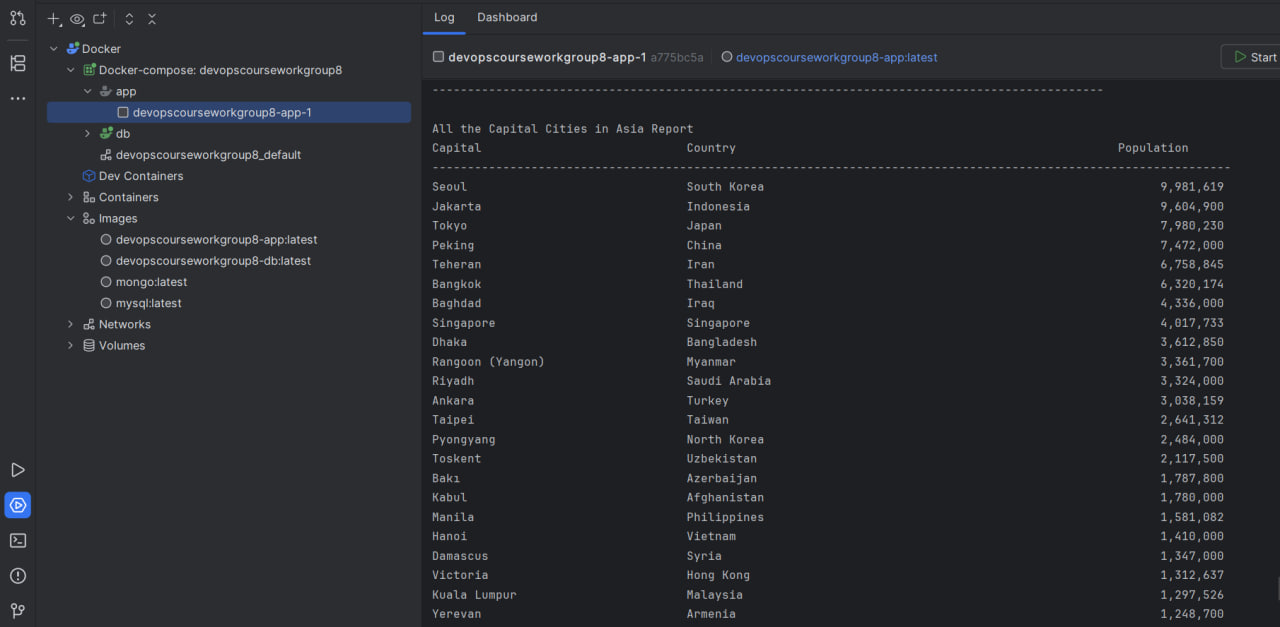 Docker
Docker-compose: devopscourseworkgroup8
app
devopscourseworkgroup8-app-1
db
devopscourseworkgroup8_default
Dev Containers
Containers
Images
devopscourseworkgroup8-app:latest
devopscourseworkgroup8-db:latest
mongo:latest
mysql:latest
Networks
Volumes
Log Dashboard
devopscourseworkgroup8-app-1 a775bc5a devopscourseworkgroup8-app:latest Start
All the Capital Cities in Asia Report
Capital Country Population
Seoul South Korea 9,981,619
Jakarta Indonesia 9,604,900
Tokyo Japan 7,980,230
Peking China 7,472,000
Teheran Iran 6,758,845
Bangkok Thailand 6,320,174
Baghdad Iraq 4,336,000
Singapore Singapore 4,017,733
Dhaka Bangladesh 3,612,850
Rangoon (Yangon) Myanmar 3,361,700
Riyadh Saudi Arabia 3,324,000
Ankara Turkey 3,038,159
Taipei Taiwan 2,641,312
Pyongyang North Korea 2,484,000
Toskent Uzbekistan 2,117,500
Bakı Azerbaijan 1,787,800
Kabul Afghanistan 1,780,000
Manila Philippines 1,581,082
Hanoi Vietnam 1,410,000
Damascus Syria 1,347,000
Victoria Hong Kong 1,312,637
Kuala Lumpur Malaysia 1,297,526
Yerevan Armenia 1,248,700